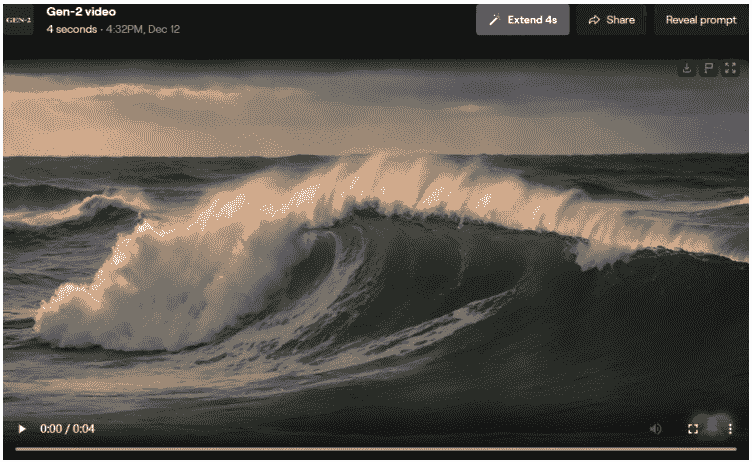 GEN-2
Gen-2 video
4 seconds · 4:32PM, Dec 12
Extend 4s
Share
Reveal prompt
0:00 / 0:04